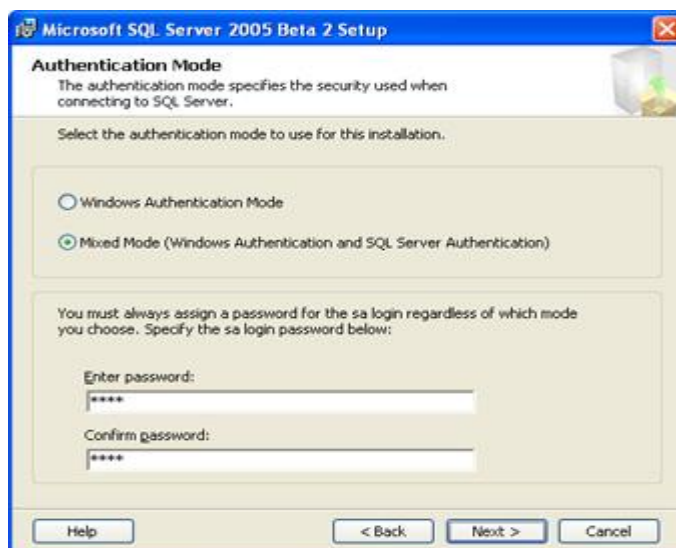 Microsoft SQL Server 2005 Beta 2 Setup
Authentication Mode
The authentication mode specifies the security used when
connecting to SQL Server.
Select the authentication mode to use for this installation.
Windows Authentication Mode
Mixed Mode (Windows Authentication and SQL Server Authentication)
You must always assign a password for the sa login regardless of which mode
you choose. Specify the sa login password below:
Enter password:
****
Confirm password:
****
Help
< Back
Next >
Cancel